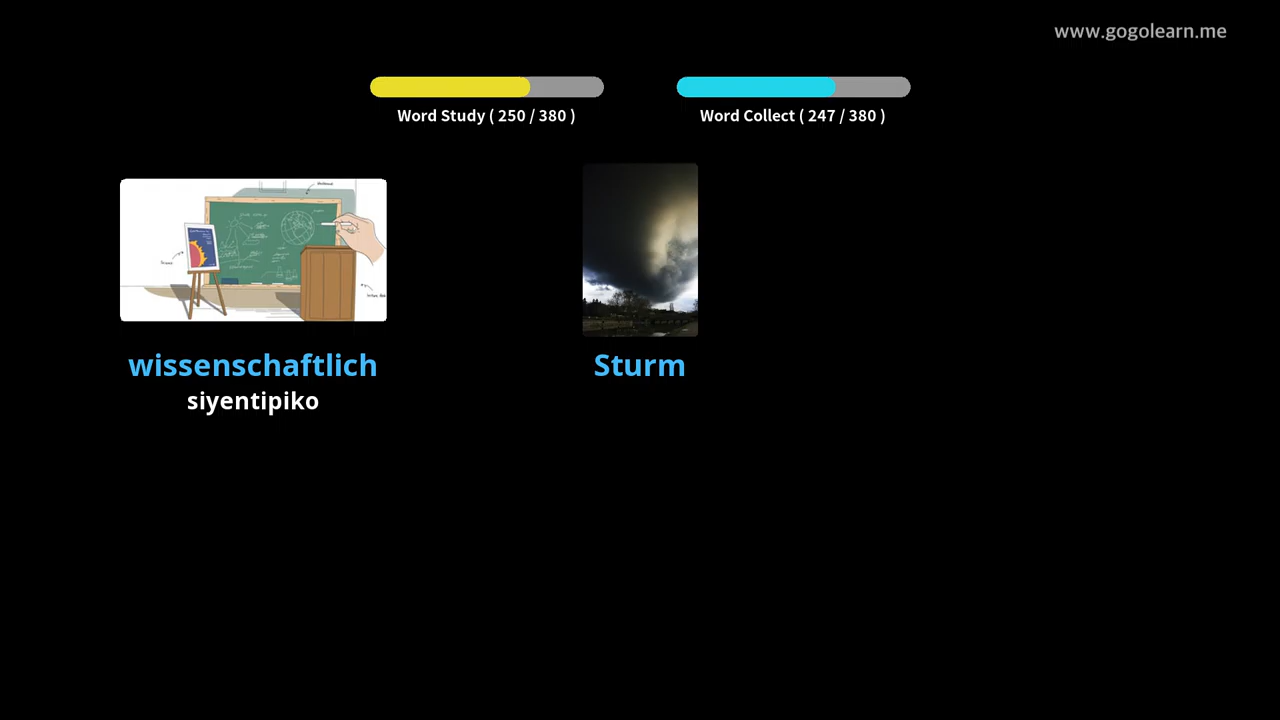 www.gogolearn.me
Word Study ( 250 / 380 )
Word Collect ( 247 / 380 )
wissenschaftlich
siyentipiko
Sturm